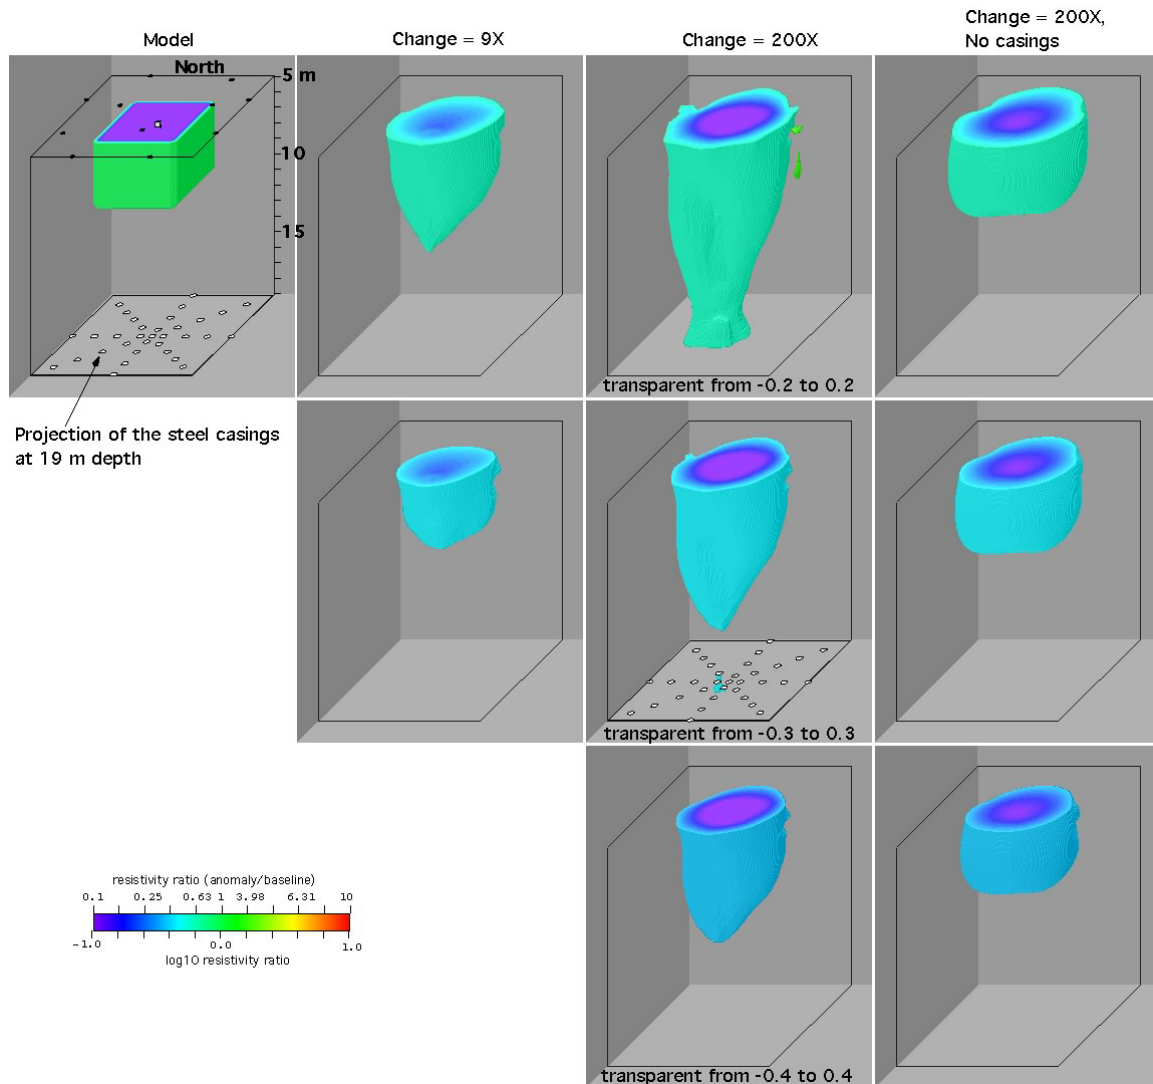 Model
Change = 9X
Change = 200X
Change = 200X,
No casings
North
5 m
10
15
transparent from -0.2 to 0.2
Projection of the steel casings
at 19 m depth
transparent from -0.3 to 0.3
resistivity ratio (anomaly/baseline)
0.1 0.25 0.63 1 3.98 6.31 10
-1.0 0.0 1.0
log10 resistivity ratio
transparent from -0.4 to 0.4